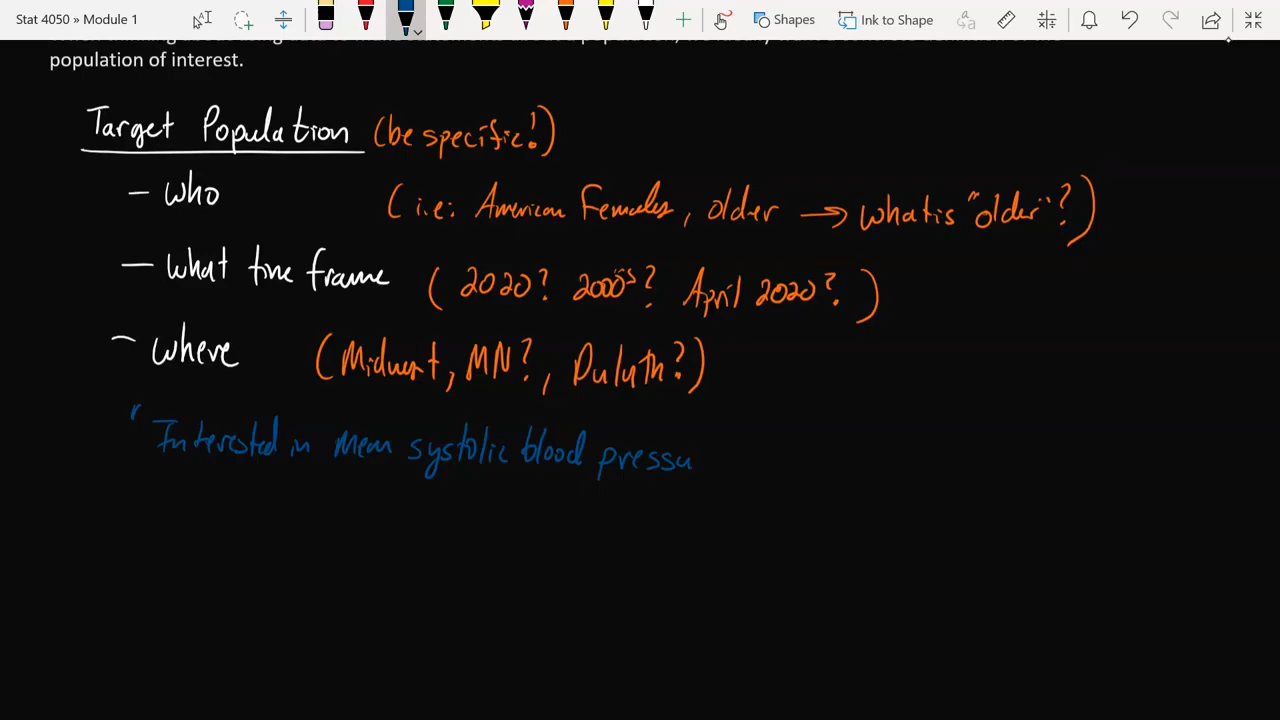 Stat 4050 » Module 1
Shapes
Ink to Shape
population of interest.
Target Population (be specific!)
- who (i.e: American Females, older → what is "older"?)
- what time frame (2020? 2000's? April 2020?)
- where (Midwest, MN?, Duluth?)
"Interested in mean systolic blood pressu